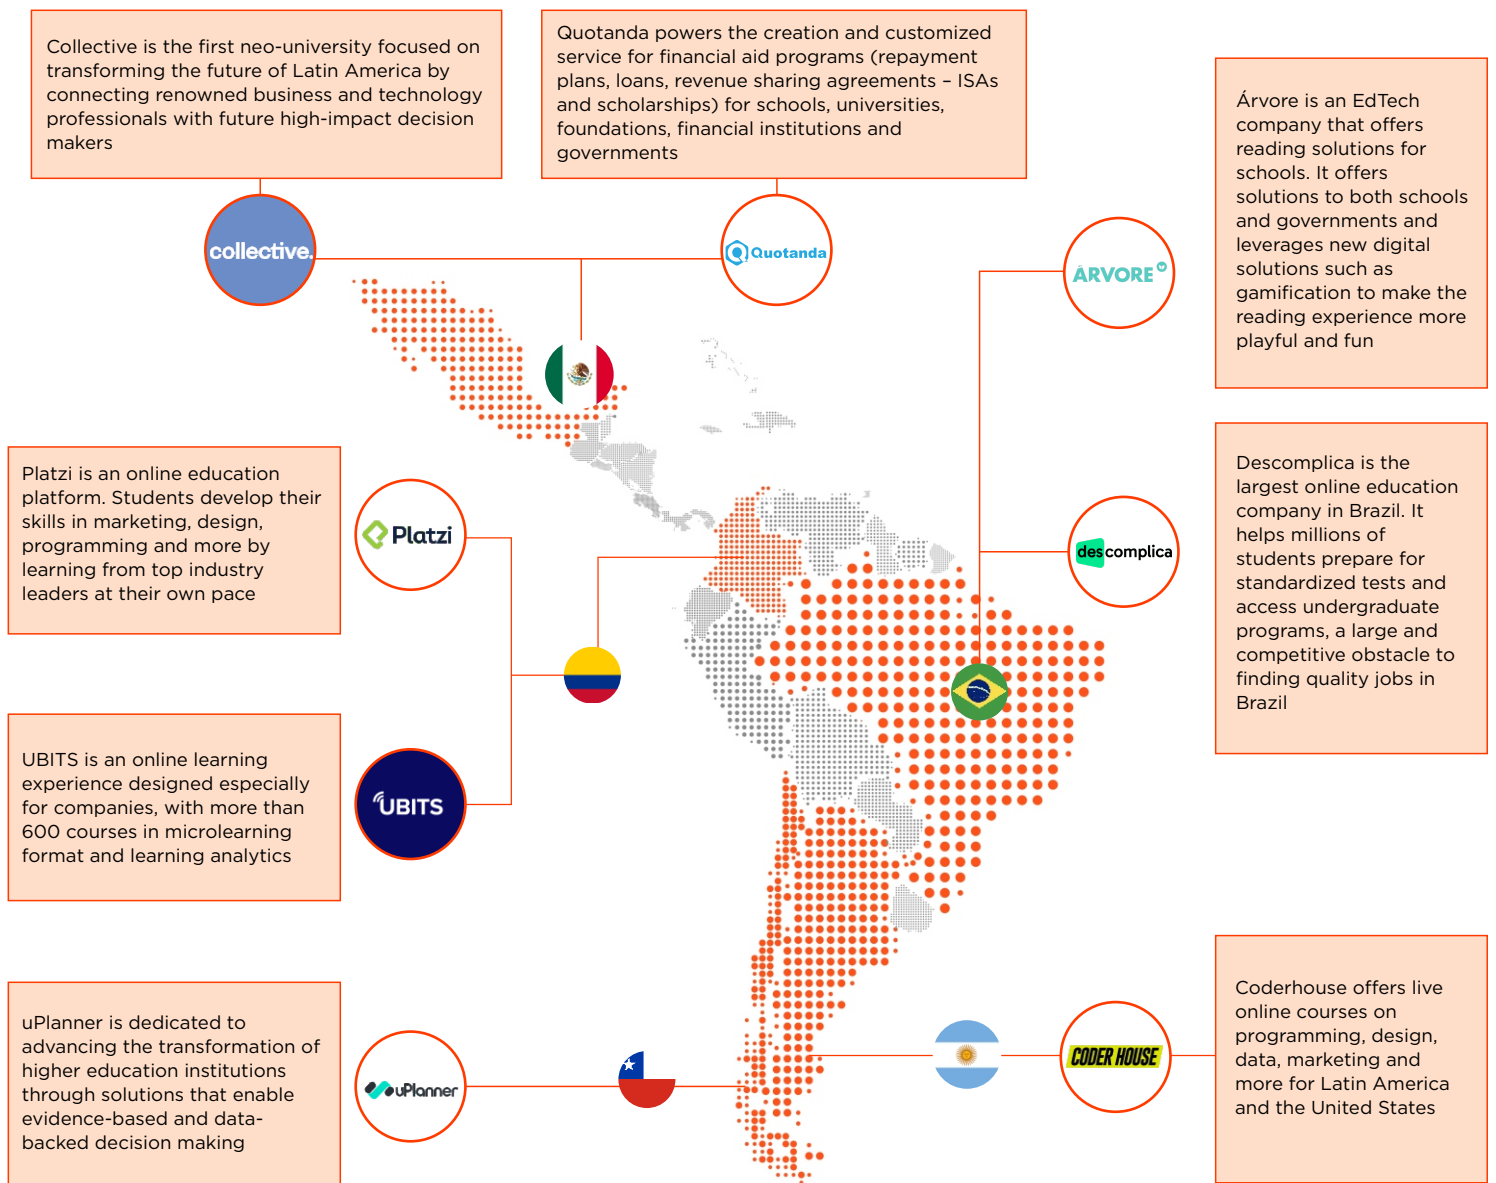 Collective is the first neo-university focused on
transforming the future of Latin America by
connecting renowned business and technology
professionals with future high-impact decision
makers
Quotanda powers the creation and customized
service for financial aid programs (repayment
plans, loans, revenue sharing agreements – ISAs
and scholarships) for schools, universities,
foundations, financial institutions and
governments
Árvore is an EdTech
company that offers
reading solutions for
schools. It offers
solutions to both schools
and governments and
leverages new digital
solutions such as
gamification to make the
reading experience more
playful and fun
collective.
Quotanda
ÁRVORE
Platzi is an online education
platform. Students develop their
skills in marketing, design,
programming and more by
learning from top industry
leaders at their own pace
Platzi
descomplica
Descomplica is the
largest online education
company in Brazil. It
helps millions of
students prepare for
standardized tests and
access undergraduate
programs, a large and
competitive obstacle to
finding quality jobs in
Brazil
UBITS is an online learning
experience designed especially
for companies, with more than
600 courses in microlearning
format and learning analytics
UBITS
uPlanner is dedicated to
advancing the transformation of
higher education institutions
through solutions that enable
evidence-based and data-
backed decision making
uPlanner
CODER HOUSE
Coderhouse offers live
online courses on
programming, design,
data, marketing and
more for Latin America
and the United States